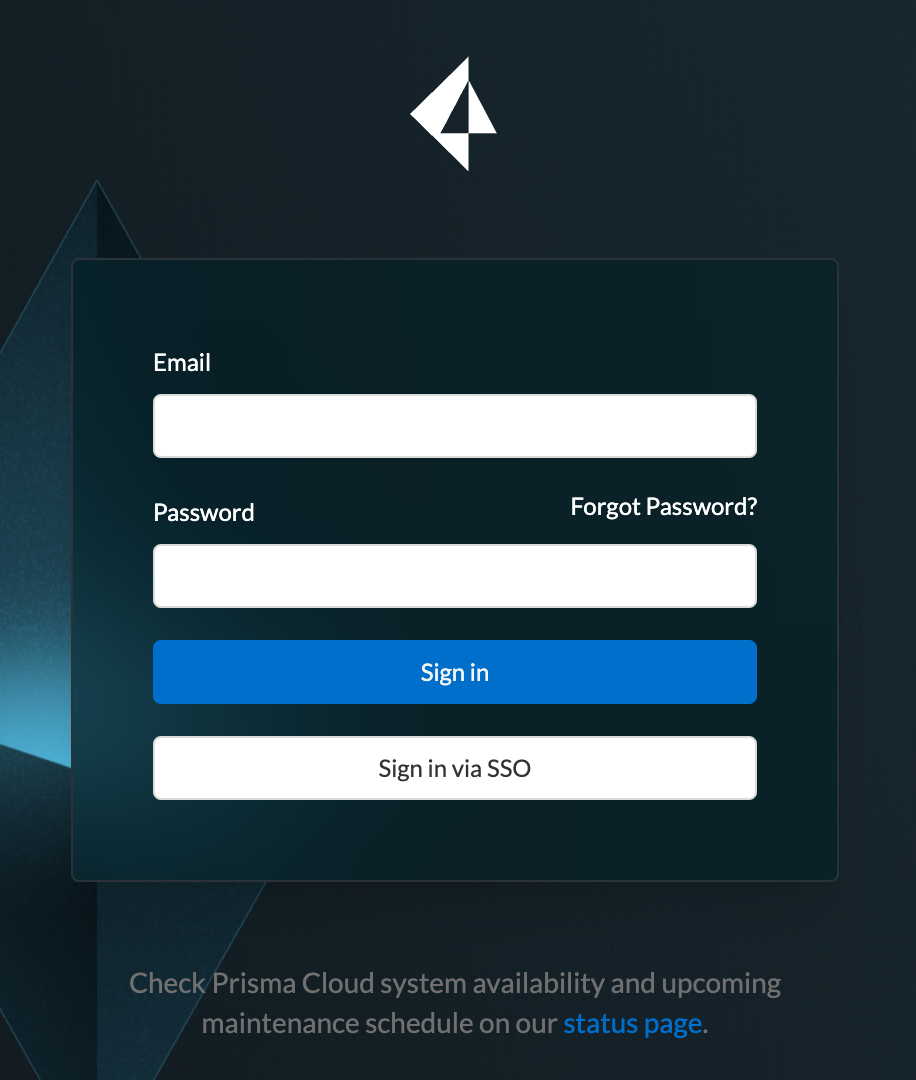 Email
Password
Forgot Password?
Sign in
Sign in via SSO
Check Prisma Cloud system availability and upcoming
maintenance schedule on our status page.